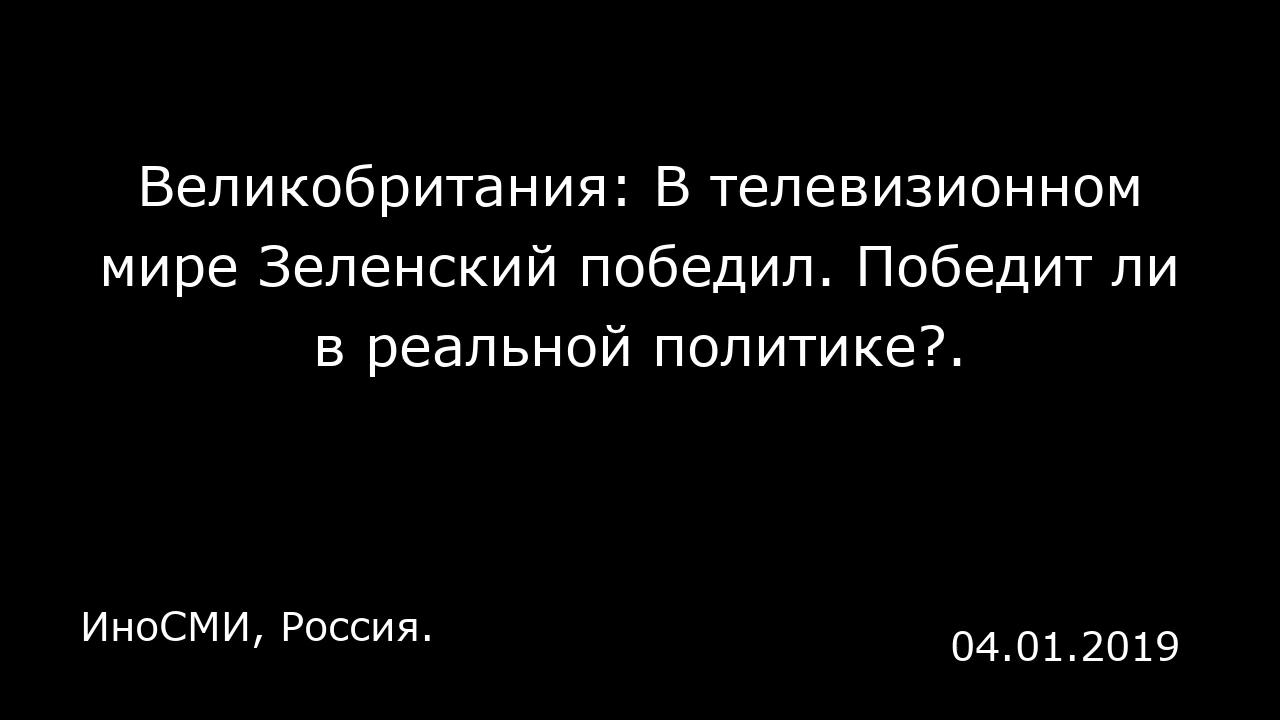 Великобритания: В телевизионном
мире Зеленский победил. Победит ли
в реальной политике?.
ИноСМИ, Россия.
04.01.2019